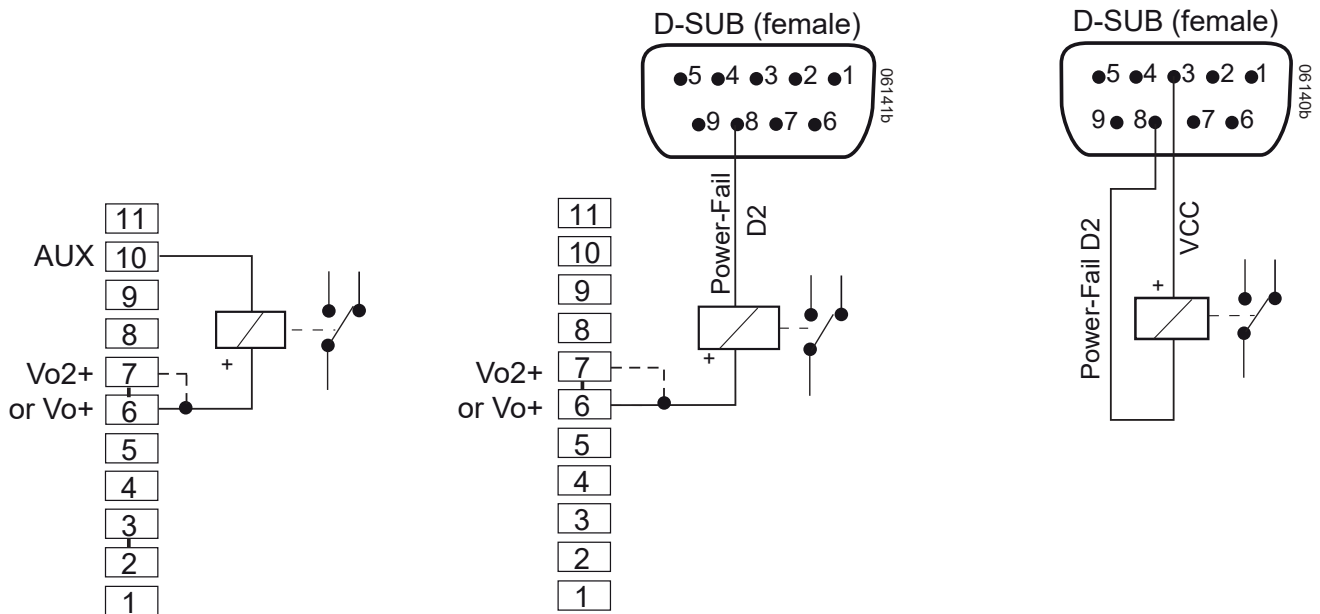 11
AUX 10
9
8
Vo2+ 7
or Vo+ 6
5
4
3
2
1
+
D-SUB (female)
5 4 3 2 1
9 8 7 6
06141b
Power-Fail
D2
11
10
9
8
Vo2+ 7
or Vo+ 6
5
4
3
2
1
+
D-SUB (female)
5 4 3 2 1
9 8 7 6
06140b
Power-Fail D2
VCC
+